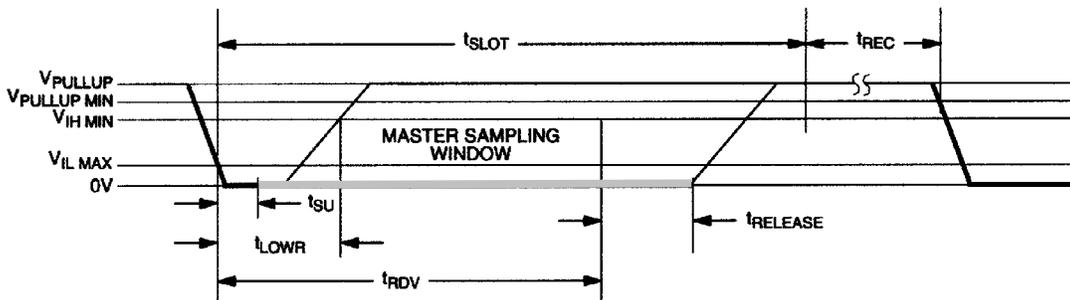 tSLOT
tREC
VPULLUP
VPULLUP MIN
VIH MIN
MASTER SAMPLING
WINDOW
VIL MAX
0V
tSU
tRELEASE
tLOWR
tRDV